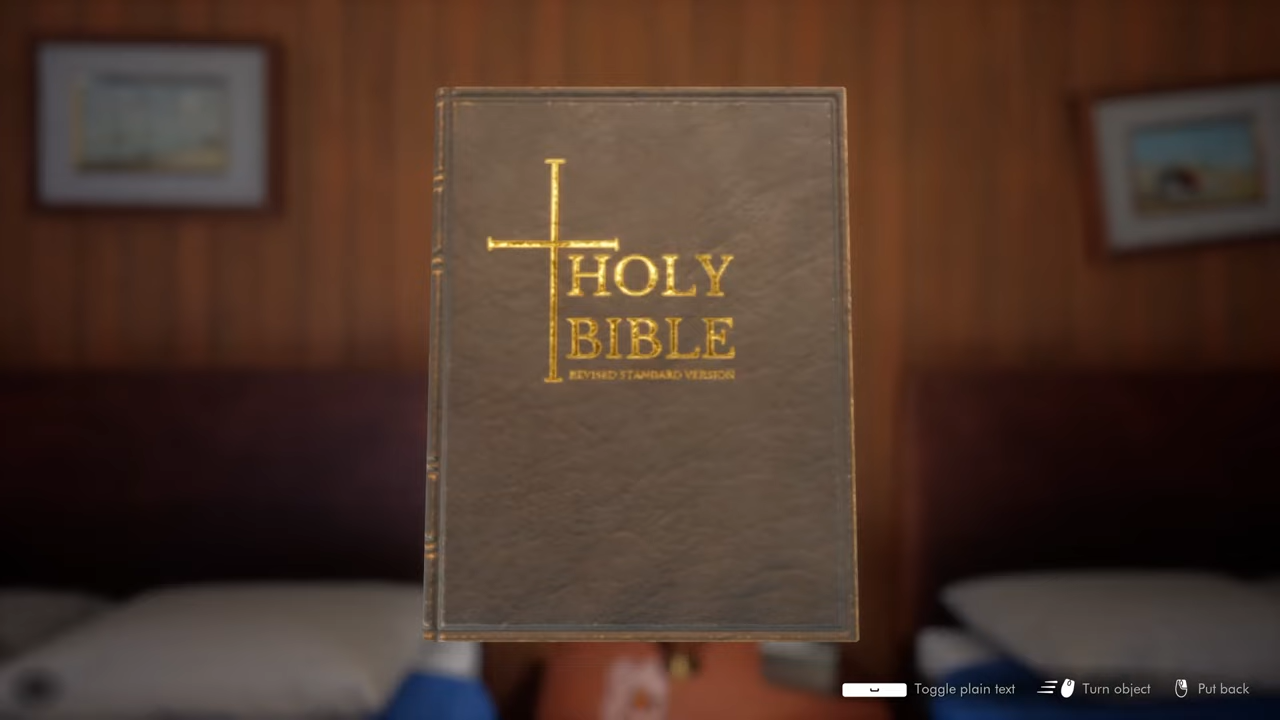 HOLY
BIBLE
REVISED STANDARD VERSION
Toggle plain text
Turn object
Put back